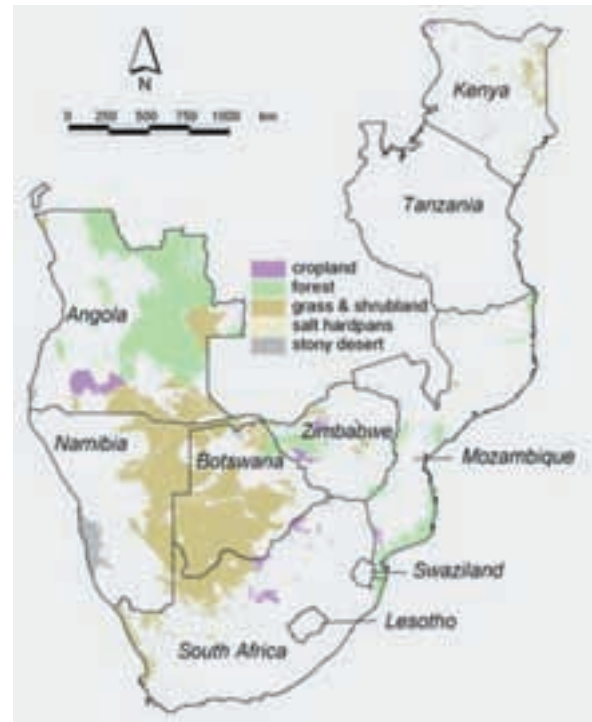 N
0 250 500 750 1000 km
Kenya
Tanzania
cropland
forest
grass & shrubland
salt hardpans
stony desert
Angola
Namibia
Botswana
Zimbabwe
Mozambique
Swaziland
Lesotho
South Africa